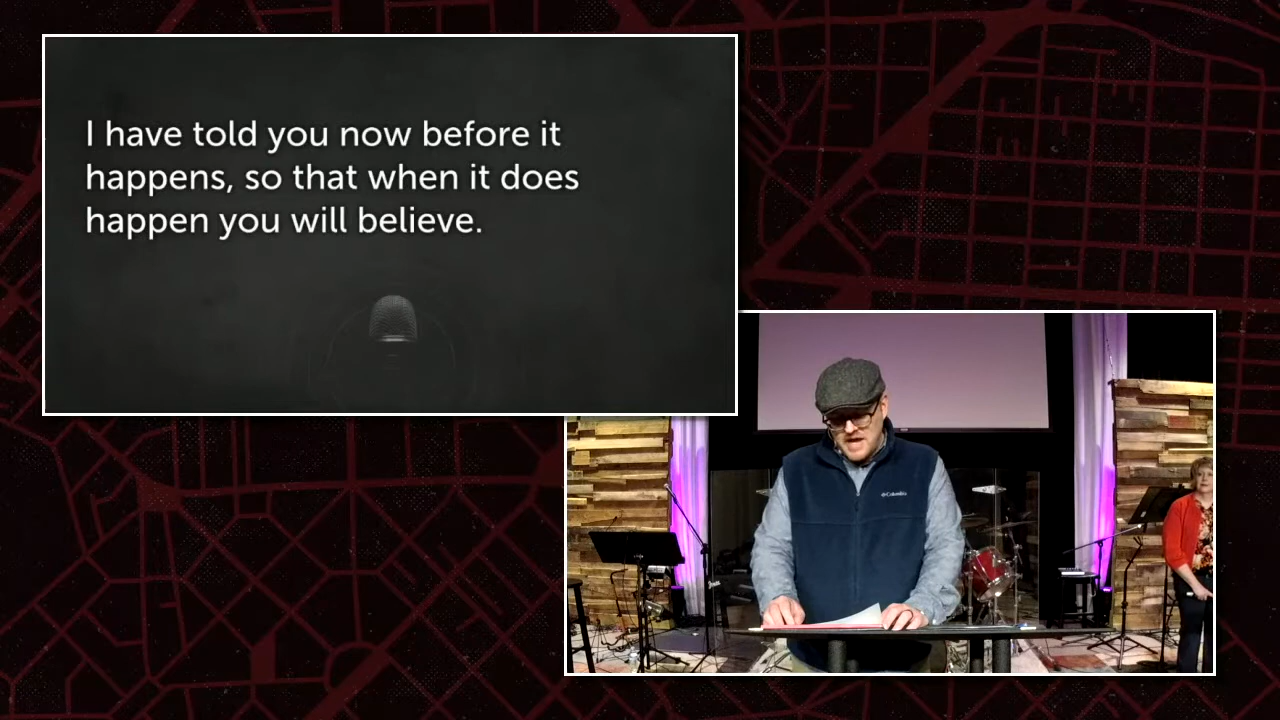 I have told you now before it
happens, so that when it does
happen you will believe.
Columbia